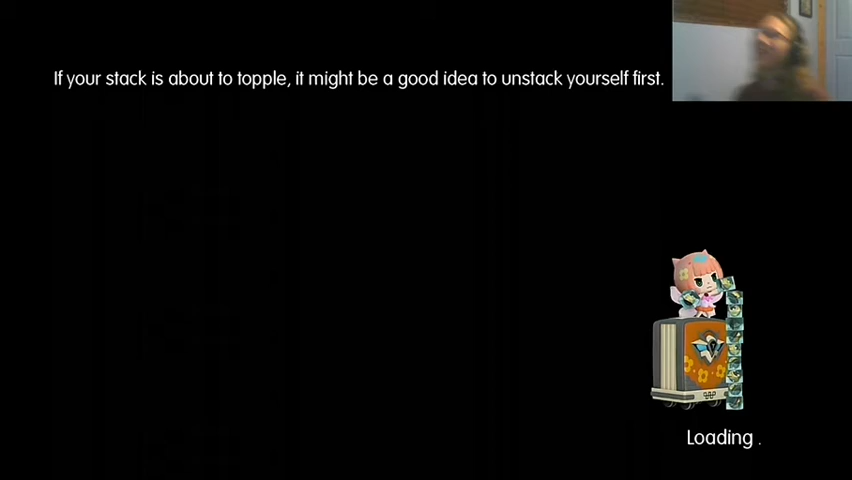 If your stack is about to topple, it might be a good idea to unstack yourself first.
Loading .